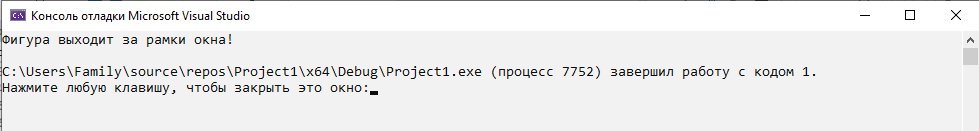 Консоль отладки Microsoft Visual Studio
Фигура выходит за рамки окна!
C:\Users\Family\source\repos\Project1\x64\Debug\Project1.exe (процесс 7752) завершил работу с кодом 1.
Нажмите любую клавишу, чтобы закрыть это окно: